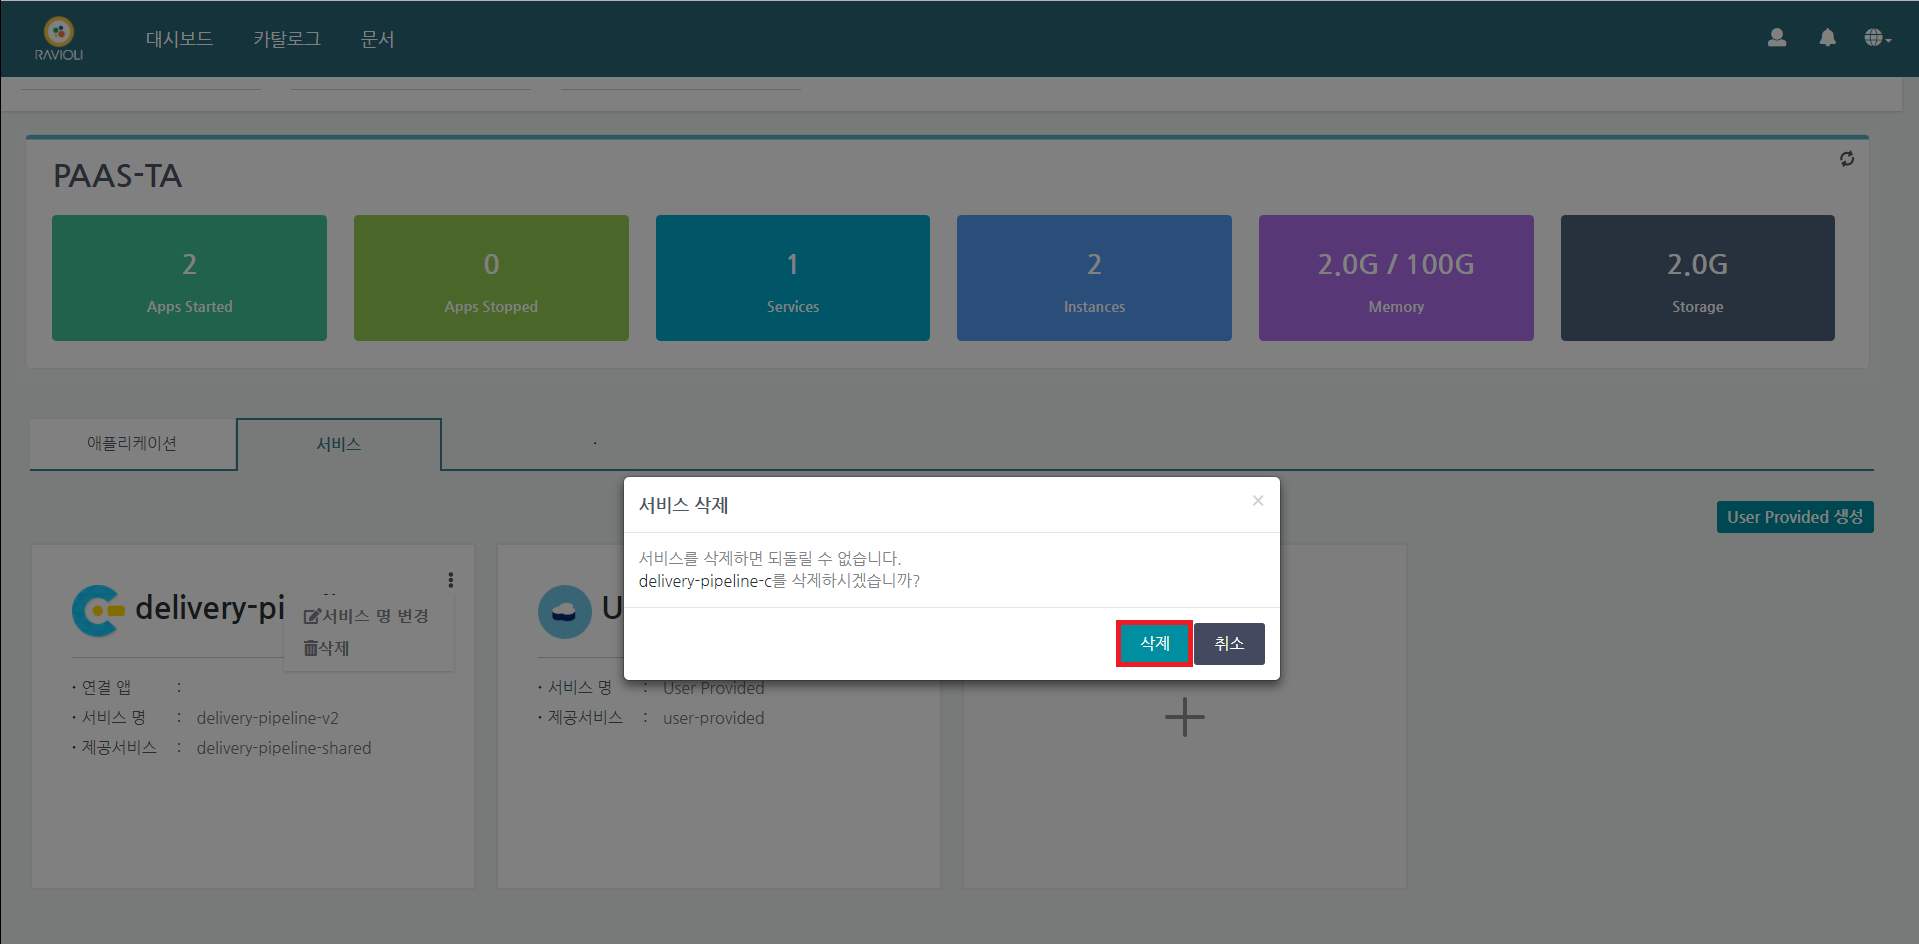 RAVIOLI
대시보드 카탈로그 문서
PAAS-TA
2
Apps Started
0
Apps Stopped
1
Services
2
Instances
2.0G / 100G
Memory
2.0G
Storage
애플리케이션 서비스
User Provided 생성
서비스 삭제 ×
서비스를 삭제하면 되돌릴 수 없습니다.
delivery-pipeline-c를 삭제하시겠습니까?
삭제 취소
서비스 명 변경
삭제
· 연결 앱 :
· 서비스 명 : delivery-pipeline-v2
· 제공서비스 : delivery-pipeline-shared
· 서비스 명 : User Provided
· 제공서비스 : user-provided